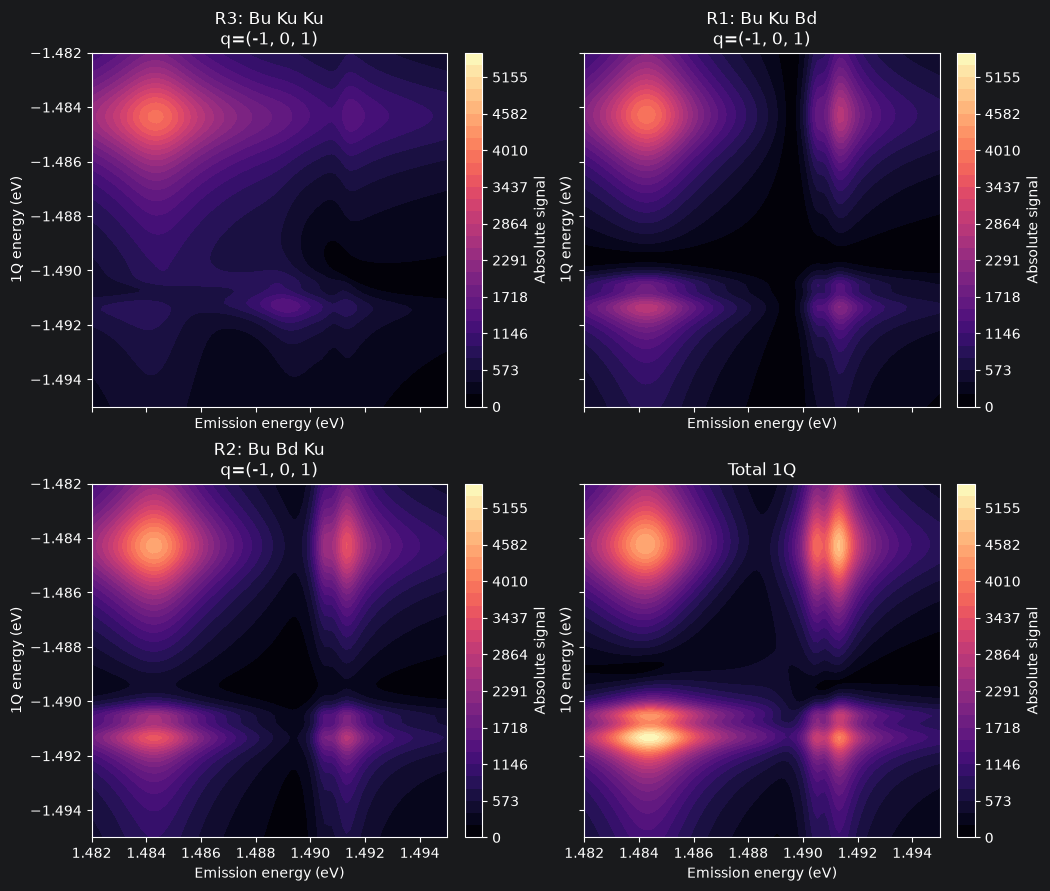 R3: Bu Ku Ku
q=(-1, 0, 1)
−1.482
−1.484
−1.486
−1.488
−1.490
−1.492
−1.494
1Q energy (eV)
Emission energy (eV)
5155
4582
4010
3437
2864
2291
1718
1146
573
0
Absolute signal
R1: Bu Ku Bd
q=(-1, 0, 1)
1Q energy (eV)
Emission energy (eV)
5155
4582
4010
3437
2864
2291
1718
1146
573
0
Absolute signal
R2: Bu Bd Ku
q=(-1, 0, 1)
−1.482
−1.484
−1.486
−1.488
−1.490
−1.492
−1.494
1Q energy (eV)
1.482 1.484 1.486 1.488 1.490 1.492 1.494
Emission energy (eV)
5155
4582
4010
3437
2864
2291
1718
1146
573
0
Absolute signal
Total 1Q
1Q energy (eV)
1.482 1.484 1.486 1.488 1.490 1.492 1.494
Emission energy (eV)
5155
4582
4010
3437
2864
2291
1718
1146
573
0
Absolute signal